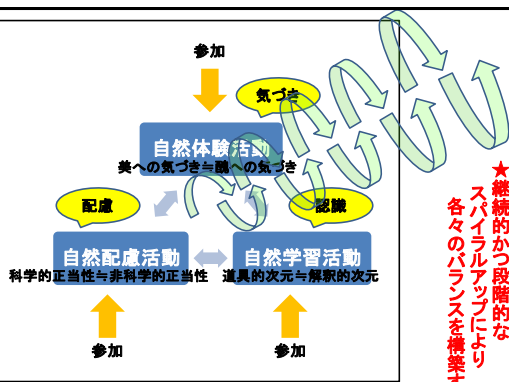 参加
気づき
自然体験活動
美への気づき≒醜への気づき
配慮
認識
自然配慮活動
科学的正当性≒非科学的正当性
自然学習活動
道具的次元≒解釈的次元
参加
参加
★継続的かつ段階的な
スパイラルアップにより
各々のバランスを構築す